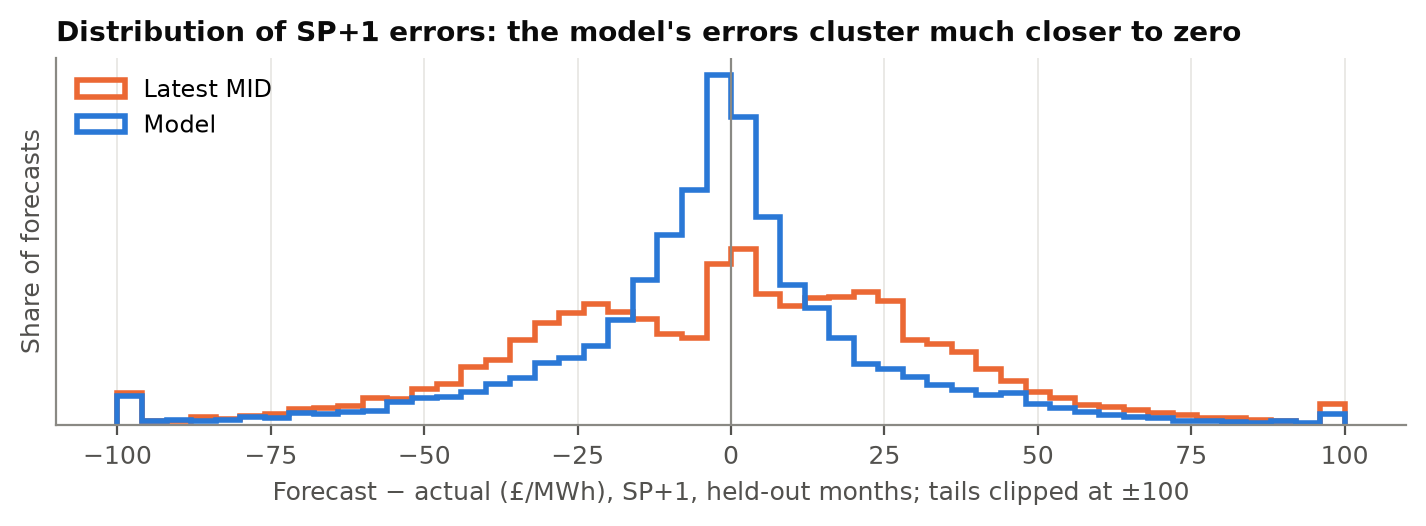 Distribution of SP+1 errors: the model's errors cluster much closer to zero
Latest MID
Model
Share of forecasts
−100
−75
−50
−25
0
25
50
75
100
Forecast − actual (£/MWh), SP+1, held-out months; tails clipped at ±100